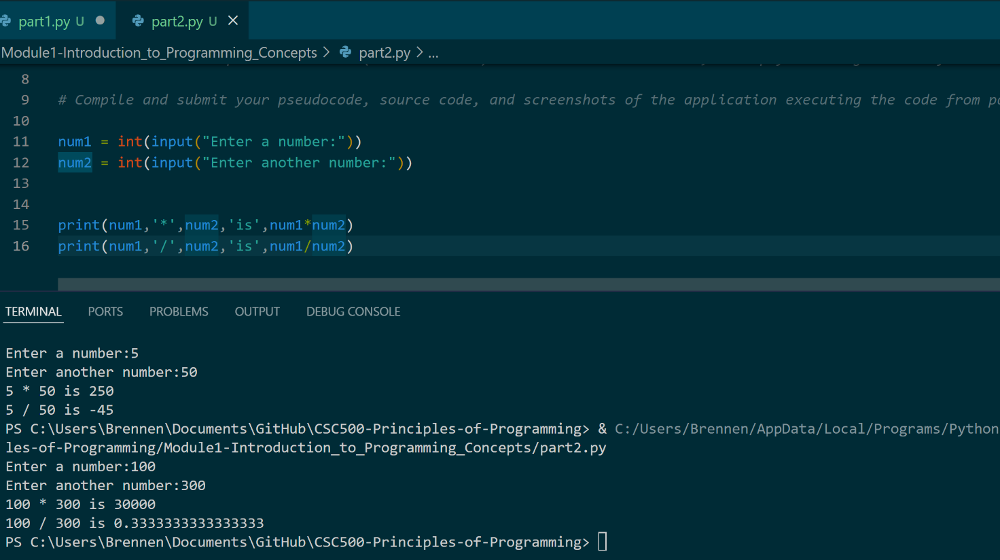 part1.py U
part2.py U
Module1-Introduction_to_Programming_Concepts > part2.py > ...
8
9 # Compile and submit your pseudocode, source code, and screenshots of the application executing the code from
10
11 num1 = int(input("Enter a number:"))
12 num2 = int(input("Enter another number:"))
13
14
15 print(num1,'*',num2,'is',num1*num2)
16 print(num1,'/',num2,'is',num1/num2)
TERMINAL PORTS PROBLEMS OUTPUT DEBUG CONSOLE
Enter a number:5
Enter another number:50
5 * 50 is 250
5 / 50 is -45
PS C:\Users\Brennen\Documents\GitHub\CSC500-Principles-of-Programming> & C:/Users/Brennen/AppData/Local/Programs/Python
les-of-Programming/Module1-Introduction_to_Programming_Concepts/part2.py
Enter a number:100
Enter another number:300
100 * 300 is 30000
100 / 300 is 0.3333333333333333
PS C:\Users\Brennen\Documents\GitHub\CSC500-Principles-of-Programming>